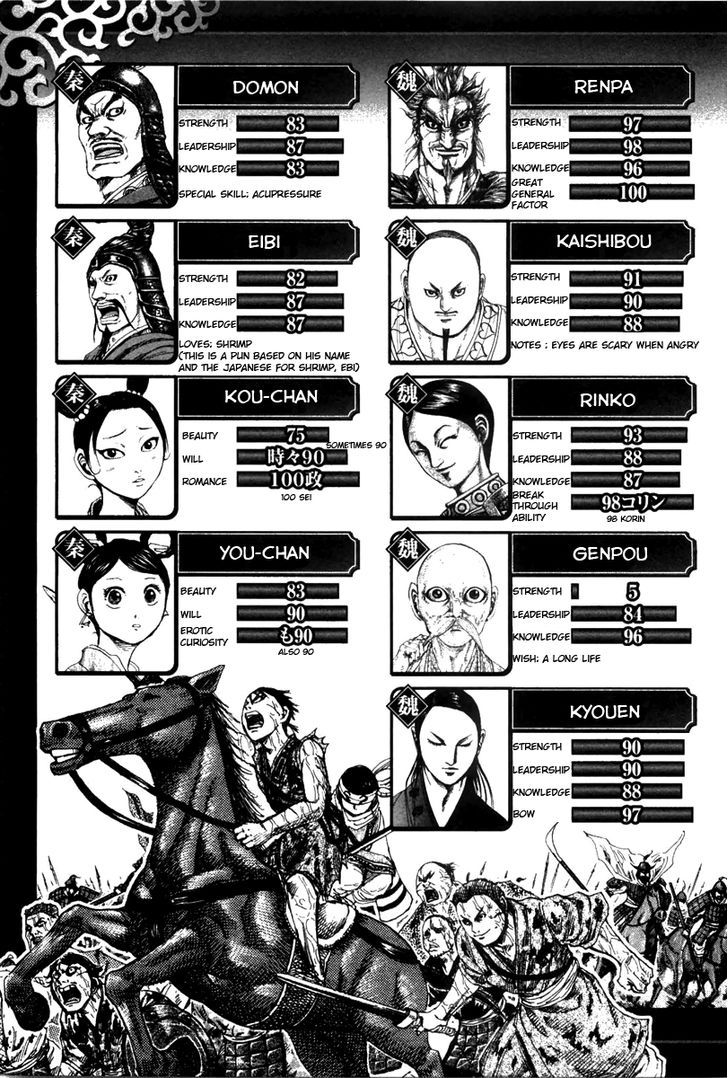 秦
DOMON
STRENGTH 83
LEADERSHIP 87
KNOWLEDGE 83
SPECIAL SKILL: ACUPRESSURE
秦
EIBI
STRENGTH 82
LEADERSHIP 87
KNOWLEDGE 87
LOVES: SHRIMP
(THIS IS A PUN BASED ON HIS NAME
AND THE JAPANESE FOR SHRIMP, EBI)
秦
KOU-CHAN
BEAUTY 75
SOMETIMES 90
WILL 時々90
ROMANCE 100政
100 SEI
秦
YOU-CHAN
BEAUTY 83
WILL 90
EROTIC
CURIOSITY も90
ALSO 90
魏
RENPA
STRENGTH 97
LEADERSHIP 98
KNOWLEDGE 96
GREAT
GENERAL 100
FACTOR
魏
KAISHIBOU
STRENGTH 91
LEADERSHIP 90
KNOWLEDGE 88
NOTES : EYES ARE SCARY WHEN ANGRY
魏
RINKO
STRENGTH 93
LEADERSHIP 88
KNOWLEDGE 87
BREAK
THROUGH 98コリン
ABILITY 98 KORIN
魏
GENPOU
STRENGTH 5
LEADERSHIP 84
KNOWLEDGE 96
WISH: A LONG LIFE
魏
KYOUEN
STRENGTH 90
LEADERSHIP 90
KNOWLEDGE 88
BOW 97